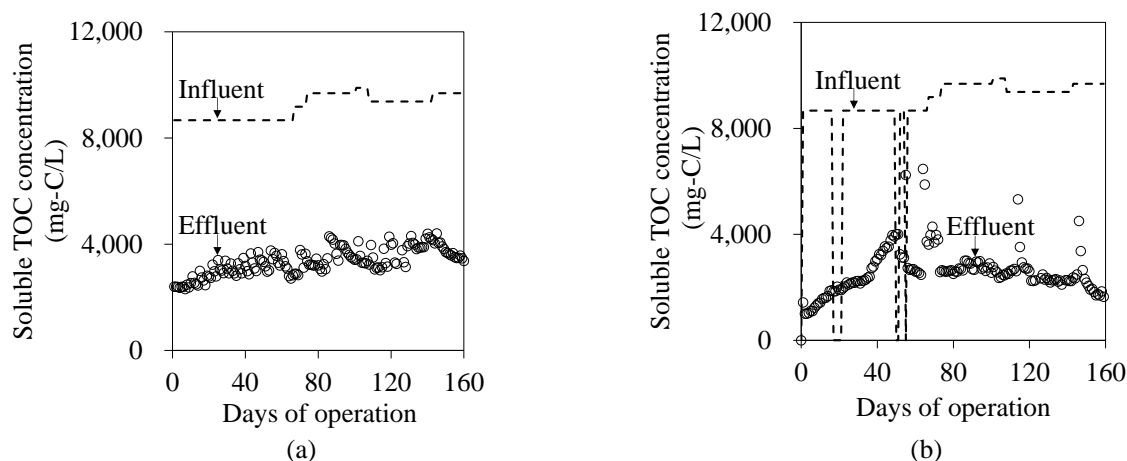 Soluble TOC concentration
(mg-C/L)
12,000
8,000
4,000
0
Influent
Effluent
0
40
80
120
160
Days of operation
(a)
Soluble TOC concentration
(mg-C/L)
12,000
8,000
4,000
0
Influent
Effluent
0
40
80
120
160
Days of operation
(b)